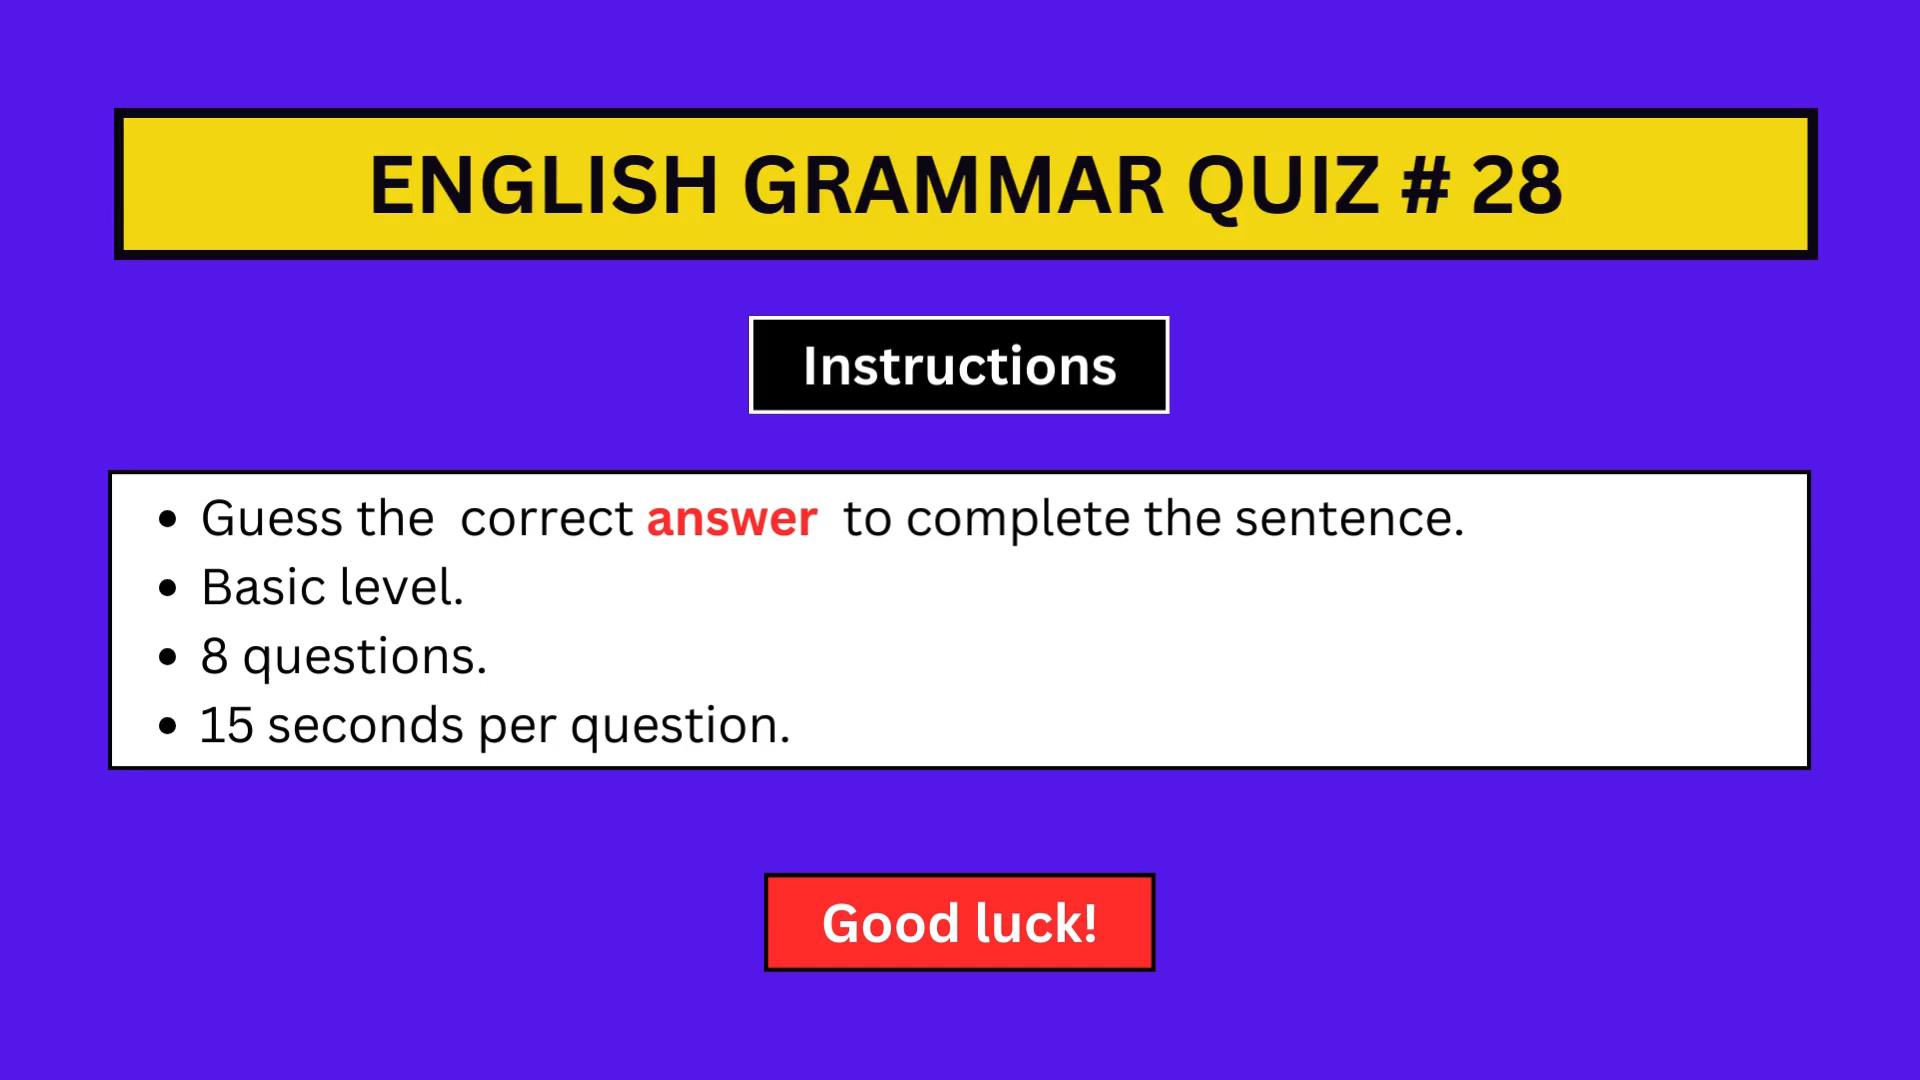 ENGLISH GRAMMAR QUIZ # 28
Instructions
• Guess the correct answer to complete the sentence.
• Basic level.
• 8 questions.
• 15 seconds per question.
Good luck!